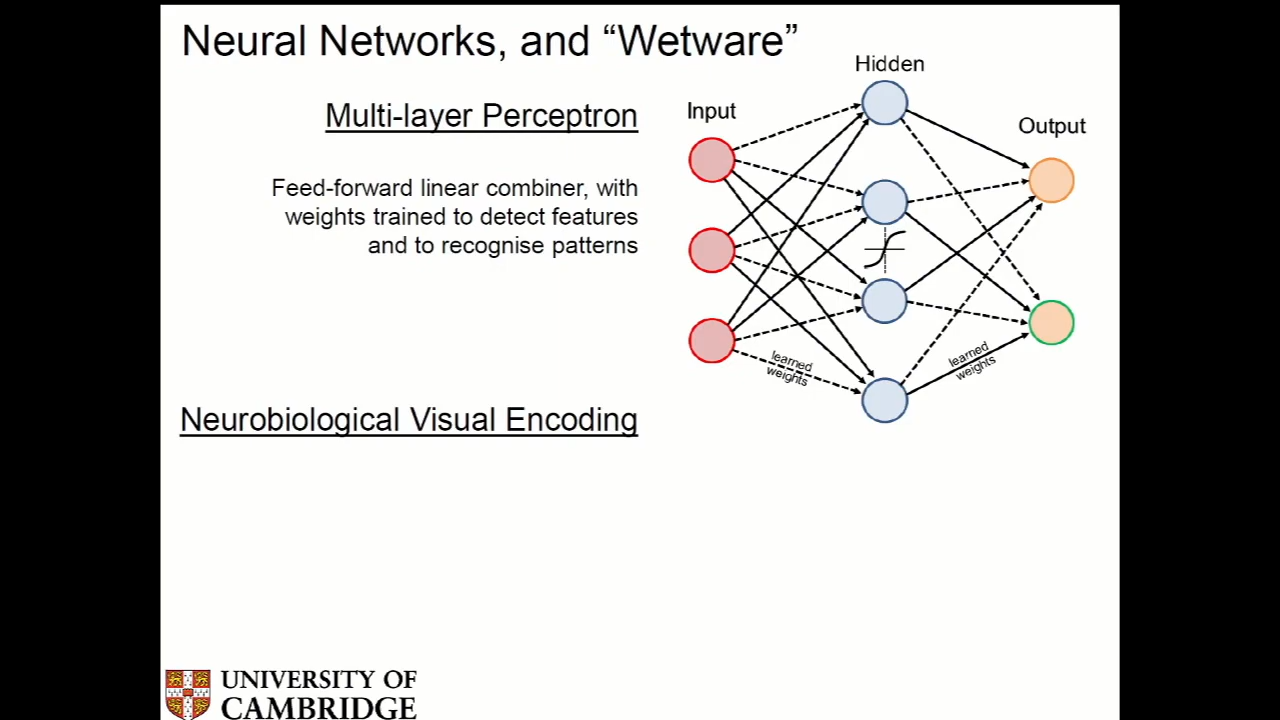 Neural Networks, and “Wetware”
Hidden
Multi-layer Perceptron
Input
Output
Feed-forward linear combiner, with
weights trained to detect features
and to recognise patterns
learned
weights
learned
weights
Neurobiological Visual Encoding
UNIVERSITY OF
CAMBRIDGE